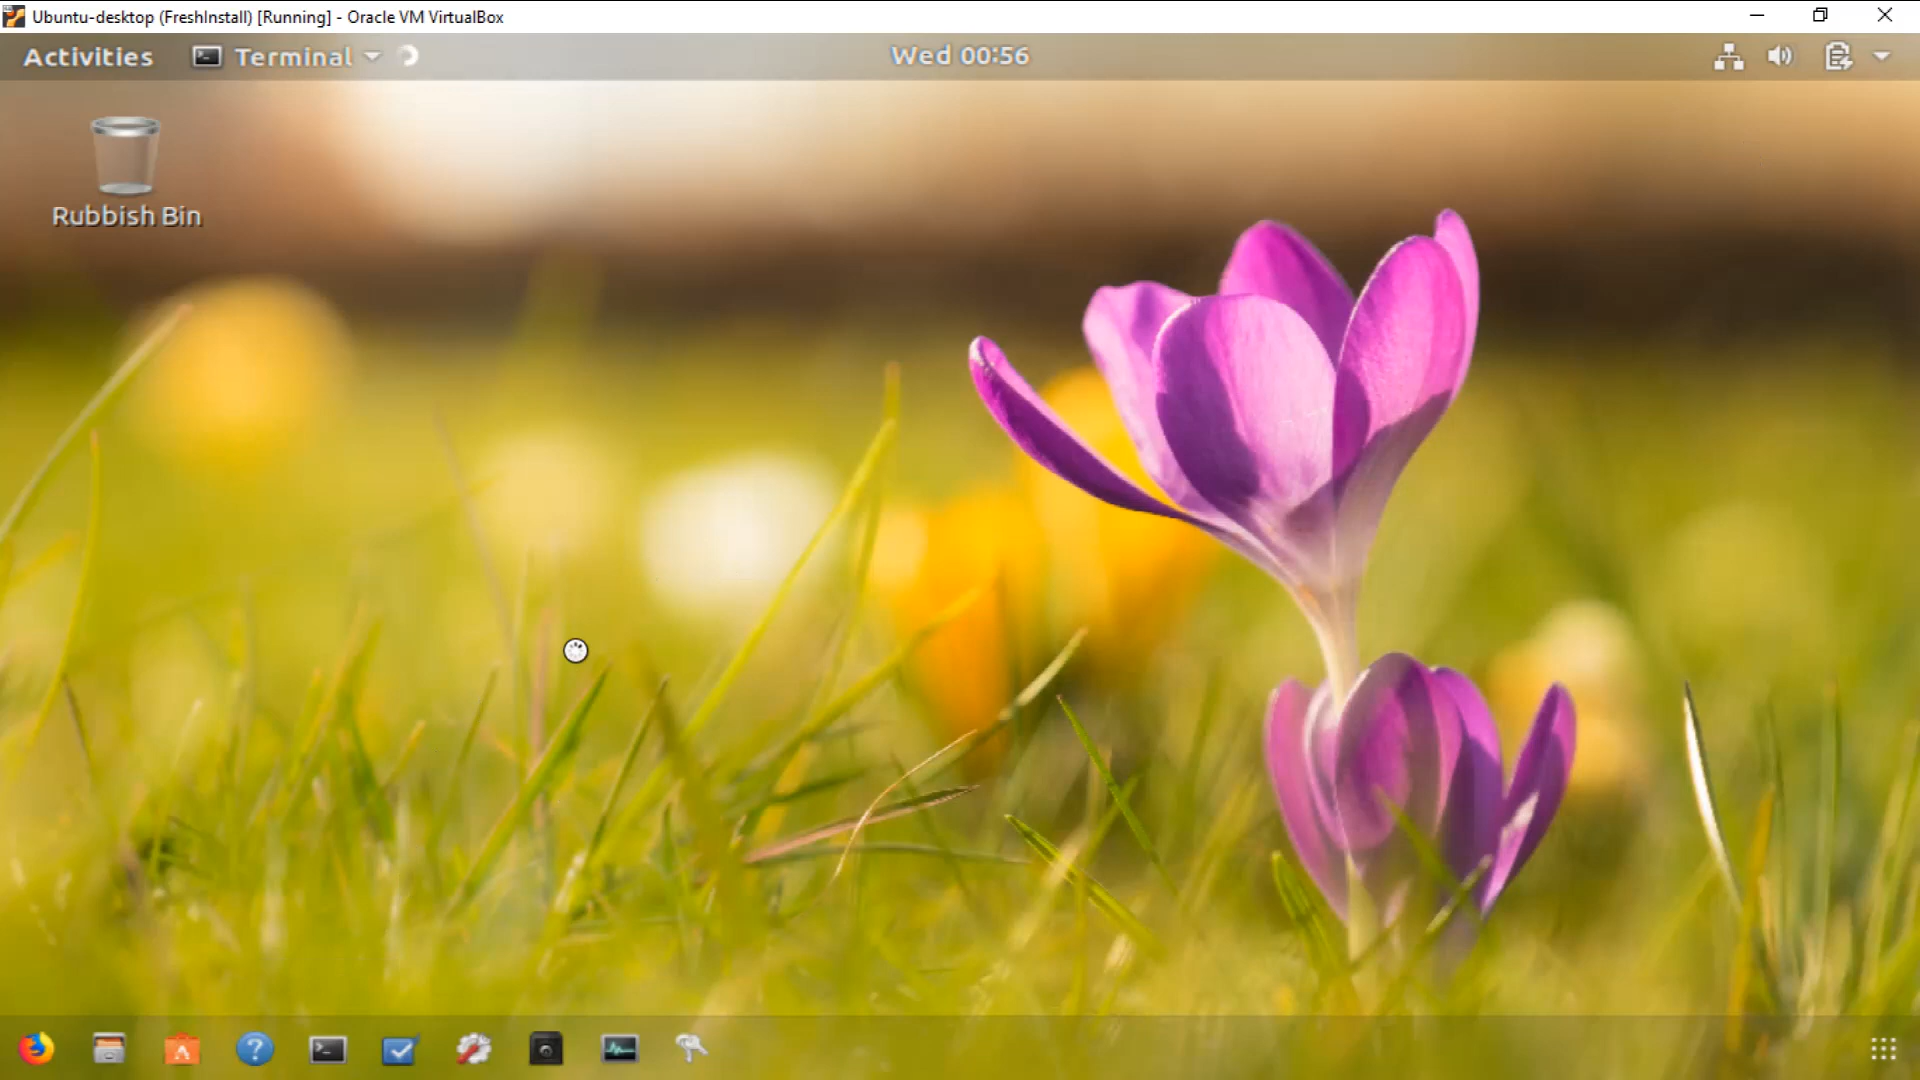 Ubuntu-desktop (FreshInstall) [Running] - Oracle VM VirtualBox
Activities Terminal Wed 00:56
Rubbish Bin